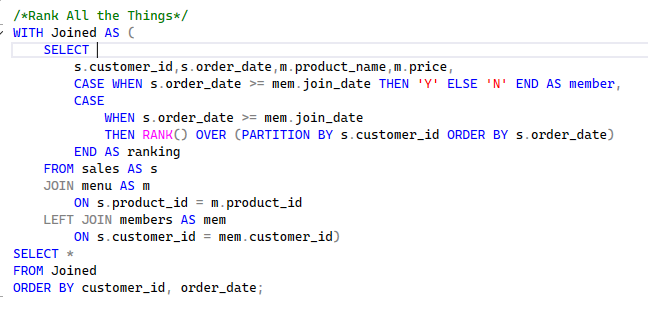 /*Rank All the Things*/
WITH Joined AS (
    SELECT
        s.customer_id,s.order_date,m.product_name,m.price,
        CASE WHEN s.order_date >= mem.join_date THEN 'Y' ELSE 'N' END AS member,
        CASE
            WHEN s.order_date >= mem.join_date
            THEN RANK() OVER (PARTITION BY s.customer_id ORDER BY s.order_date)
        END AS ranking
    FROM sales AS s
    JOIN menu AS m
        ON s.product_id = m.product_id
    LEFT JOIN members AS mem
        ON s.customer_id = mem.customer_id)
SELECT *
FROM Joined
ORDER BY customer_id, order_date;